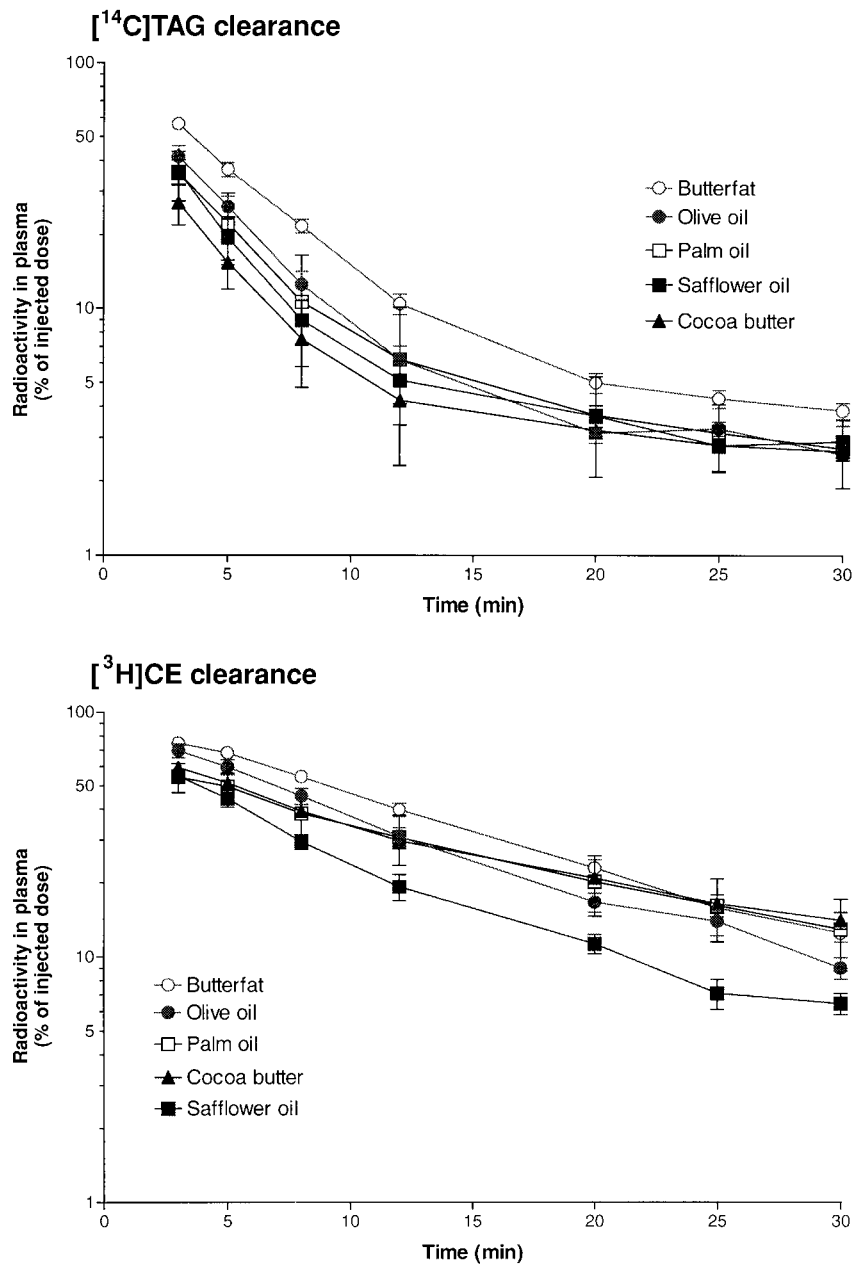 [¹⁴C]TAG clearance
100
50
10
5
1
Radioactivity in plasma
(% of injected dose)
Butterfat
Olive oil
Palm oil
Safflower oil
Cocoa butter
0 5 10 15 20 25 30
Time (min)
[³H]CE clearance
100
50
10
5
1
Radioactivity in plasma
(% of injected dose)
Butterfat
Olive oil
Palm oil
Cocoa butter
Safflower oil
0 5 10 15 20 25 30
Time (min)